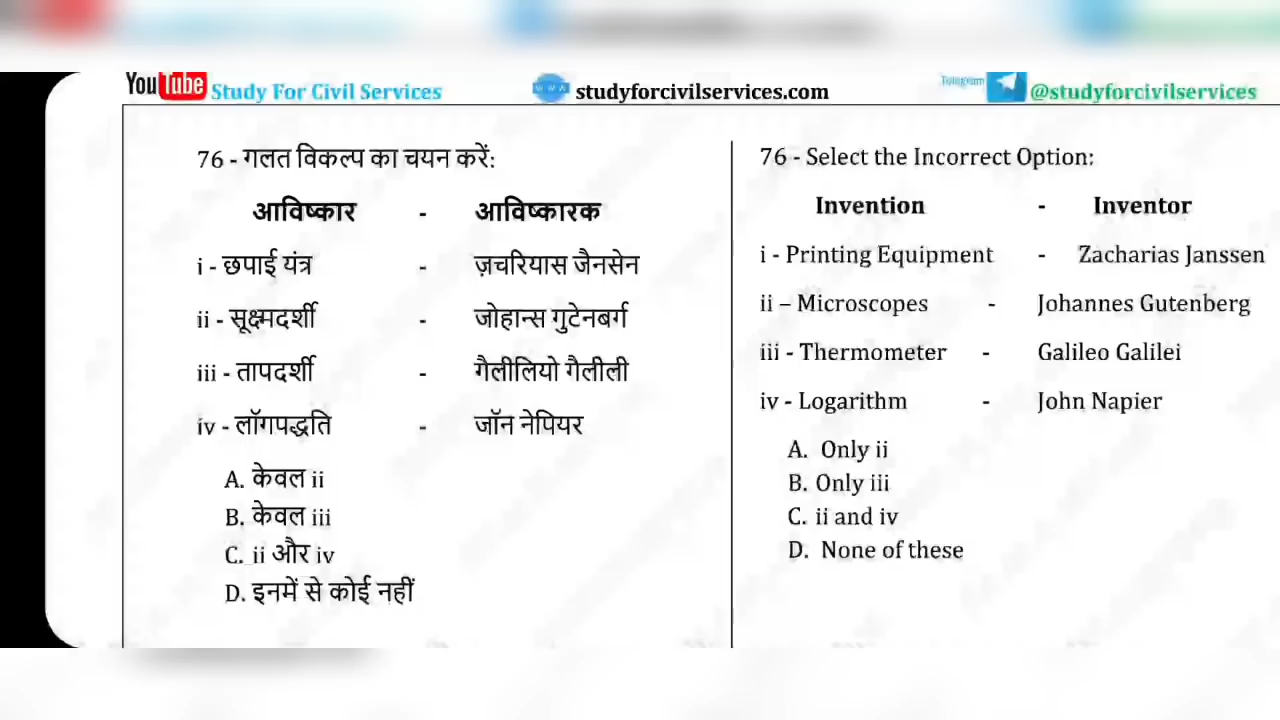 YouTube Study For Civil Services
WWW studyforcivilservices.com
Telegram @studyforcivilservices
76 - गलत विकल्प का चयन करें:
आविष्कार - आविष्कारक
i - छपाई यंत्र - ज़चरियास जैनसेन
ii - सूक्ष्मदर्शी - जोहान्स गुटेनबर्ग
iii - तापदर्शी - गैलीलियो गैलीली
iv - लॉगपद्धति - जॉन नेपियर
A. केवल ii
B. केवल iii
C. ii और iv
D. इनमें से कोई नहीं
76 - Select the Incorrect Option:
Invention - Inventor
i - Printing Equipment - Zacharias Janssen
ii – Microscopes - Johannes Gutenberg
iii - Thermometer - Galileo Galilei
iv - Logarithm - John Napier
A. Only ii
B. Only iii
C. ii and iv
D. None of these